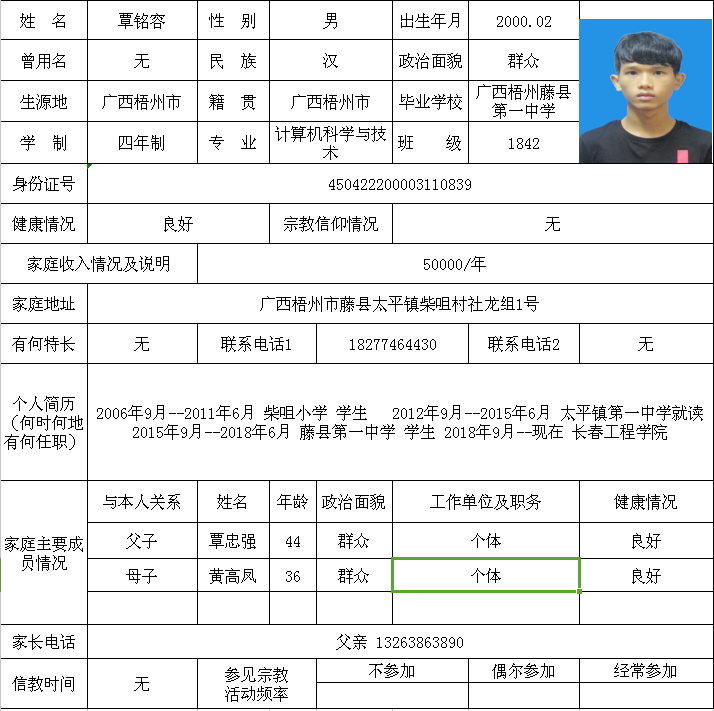 姓 名 覃铭容 性 别 男 出生年月 2000.02
曾用名 无 民 族 汉 政治面貌 群众
生源地 广西梧州市 籍 贯 广西梧州市 毕业学校 广西梧州藤县
第一中学
学 制 四年制 专 业 计算机科学与技
术 班 级 1842
身份证号 450422200003110839
健康情况 良好 宗教信仰情况 无
家庭收入情况及说明 50000/年
家庭地址 广西梧州市藤县太平镇柴咀村社龙组1号
有何特长 无 联系电话1 18277464430 联系电话2 无
个人简历
(何时何地
有何任职)
2006年9月--2011年6月 柴咀小学 学生 2012年9月--2015年6月 太平镇第一中学就读
2015年9月--2018年6月 藤县第一中学 学生 2018年9月--现在 长春工程学院
家庭主要成
员情况
与本人关系 姓名 年龄 政治面貌 工作单位及职务 健康情况
父子 覃忠强 44 群众 个体 良好
母子 黄高凤 36 群众 个体 良好
家长电话 父亲 13263863890
信教时间 无 参见宗教
活动频率 不参加 偶尔参加 经常参加